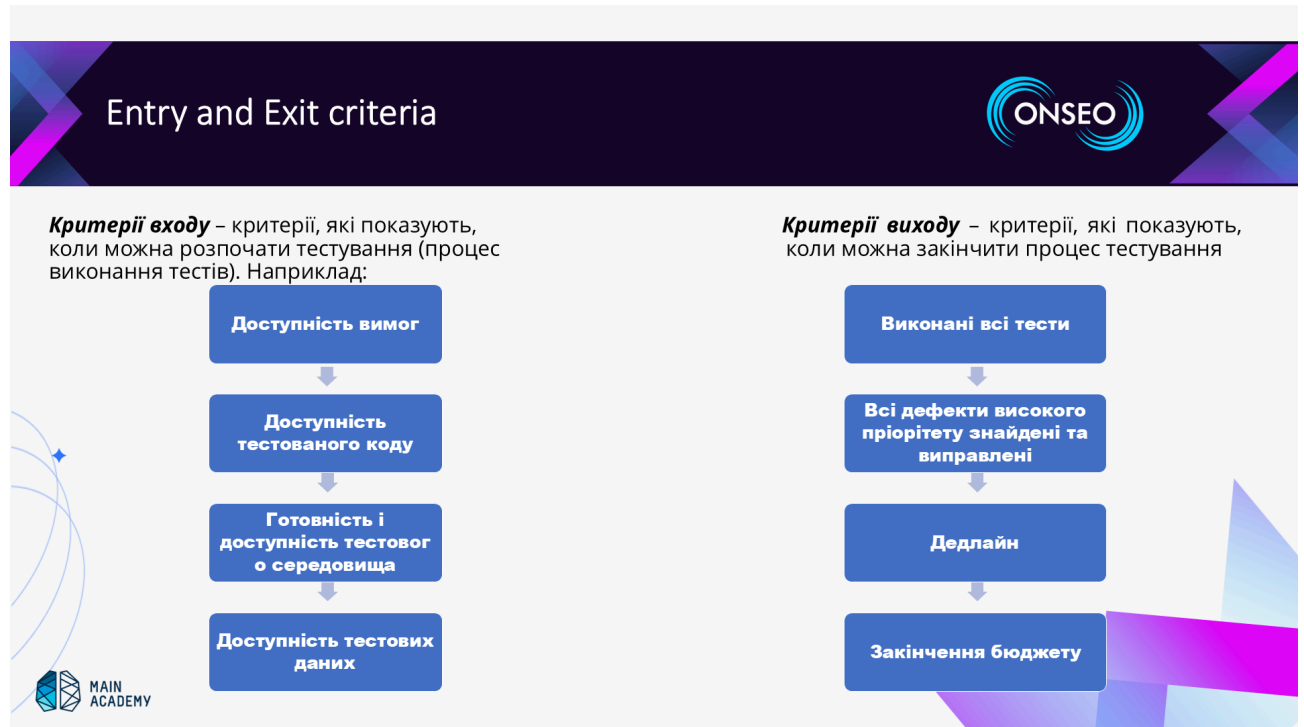 Entry and Exit criteria
ONSEO
Критерії входу – критерії, які показують,
коли можна розпочати тестування (процес
виконання тестів). Наприклад:
Доступність вимог
Доступність
тестованого коду
Готовність і
доступність тестовог
о середовища
Доступність тестових
даних
Критерії виходу – критерії, які показують,
коли можна закінчити процес тестування
Виконані всі тести
Всі дефекти високого
пріорітету знайдені та
виправлені
Дедлайн
Закінчення бюджету
MAIN
ACADEMY